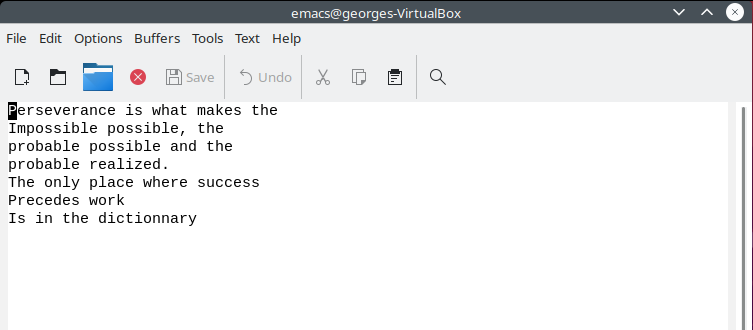 emacs@georges-VirtualBox
File Edit Options Buffers Tools Text Help
Save Undo
Perseverance is what makes the
Impossible possible, the
probable possible and the
probable realized.
The only place where success
Precedes work
Is in the dictionnary